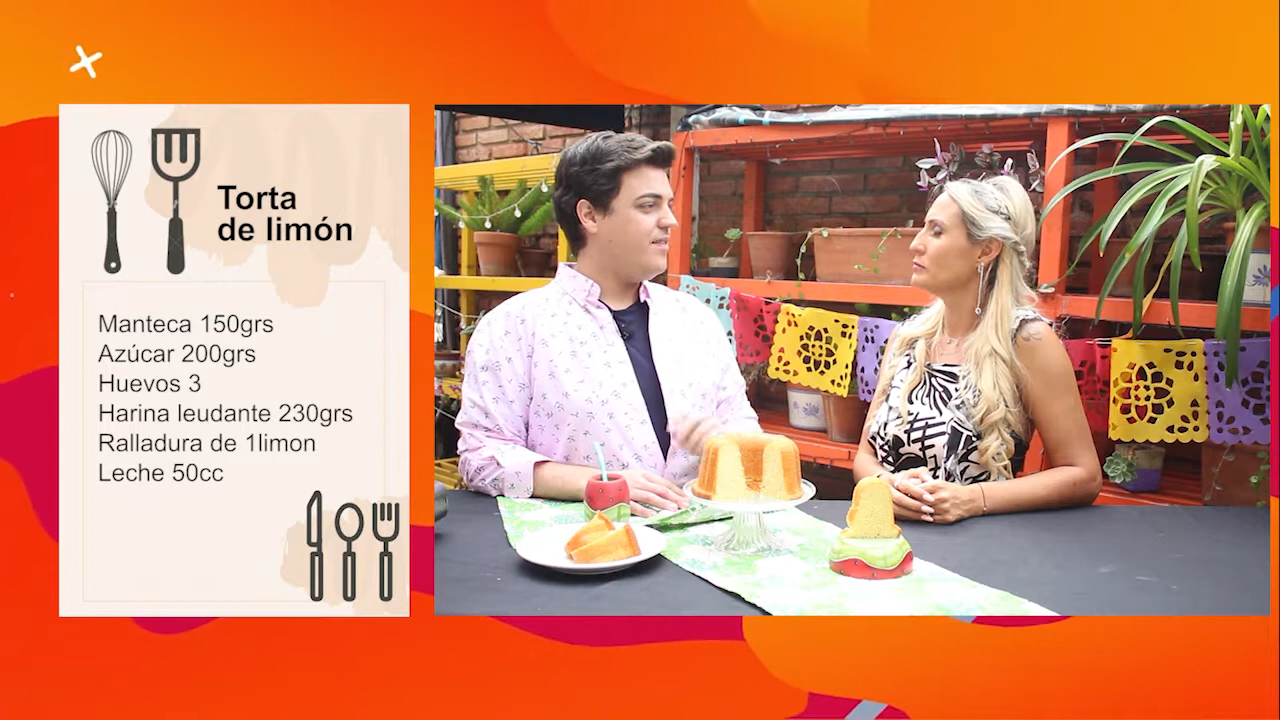 Torta
de limón
Manteca 150grs
Azúcar 200grs
Huevos 3
Harina leudante 230grs
Ralladura de 1limon
Leche 50cc